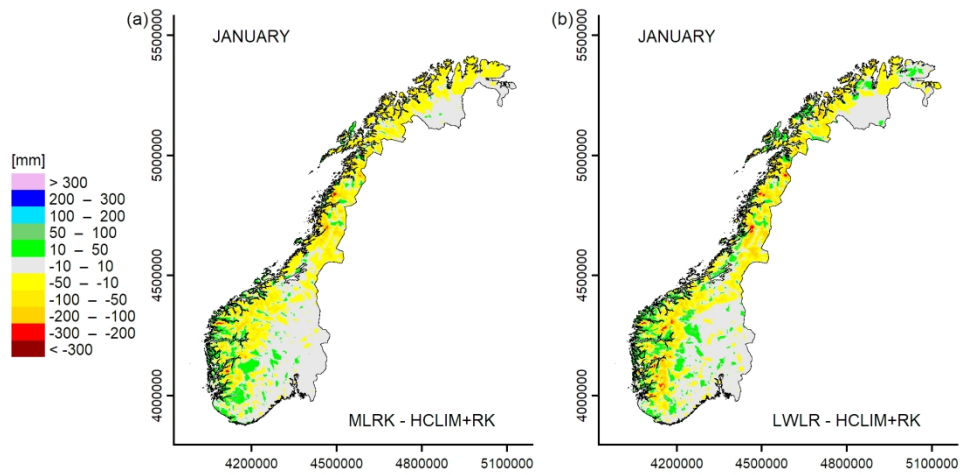 (a)
JANUARY
5500000
5000000
4500000
4000000
4200000 4500000 4800000 5100000
MLRK - HCLIM+RK
[mm]
> 300
200 – 300
100 – 200
50 – 100
10 – 50
-10 – 10
-50 – -10
-100 – -50
-200 – -100
-300 – -200
< -300
(b)
JANUARY
5500000
5000000
4500000
4000000
4200000 4500000 4800000 5100000
LWLR - HCLIM+RK